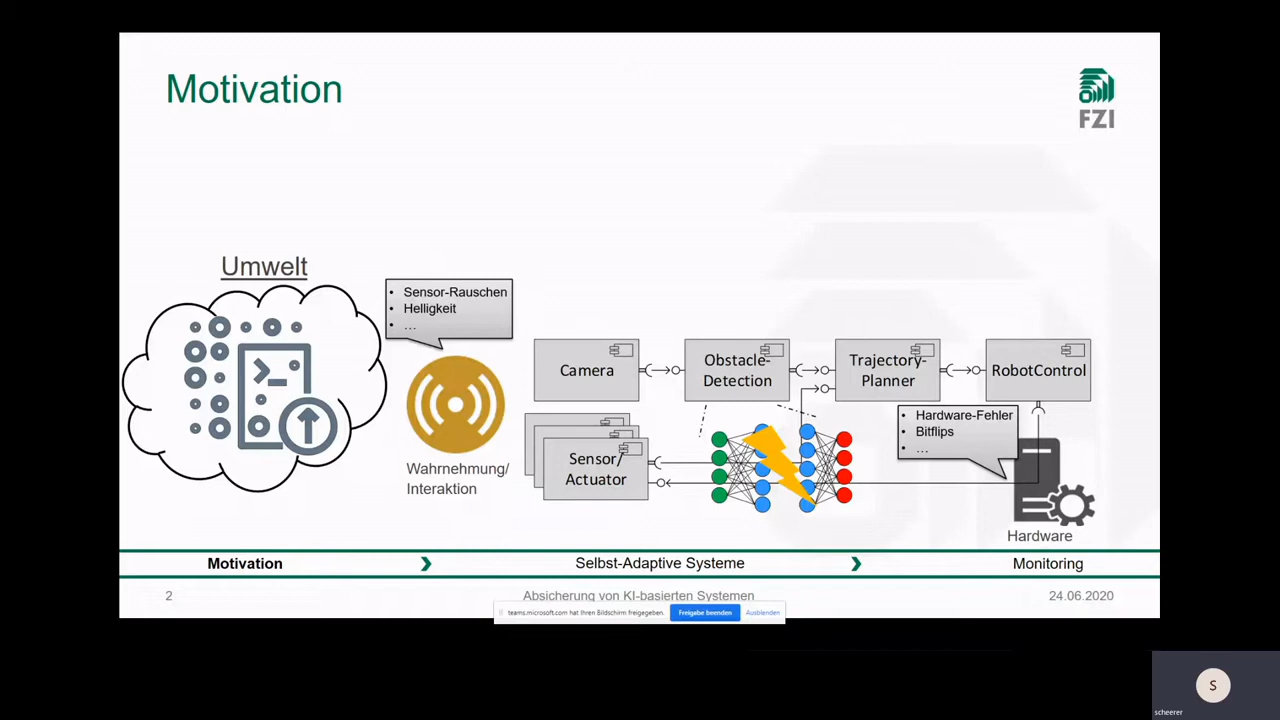 Motivation
FZI
Umwelt
• Sensor-Rauschen
• Helligkeit
• ...
Wahrnehmung/
Interaktion
Camera
Obstacle-
Detection
Trajectory-
Planner
RobotControl
Sensor/
Actuator
• Hardware-Fehler
• Bitflips
• ...
Hardware
Motivation
Selbst-Adaptive Systeme
Monitoring
2
Absicherung von KI-basierten Systemen
24.06.2020
teams.microsoft.com hat Ihren Bildschirm freigegeben.
Freigabe beenden
Ausblenden
S
scheerer